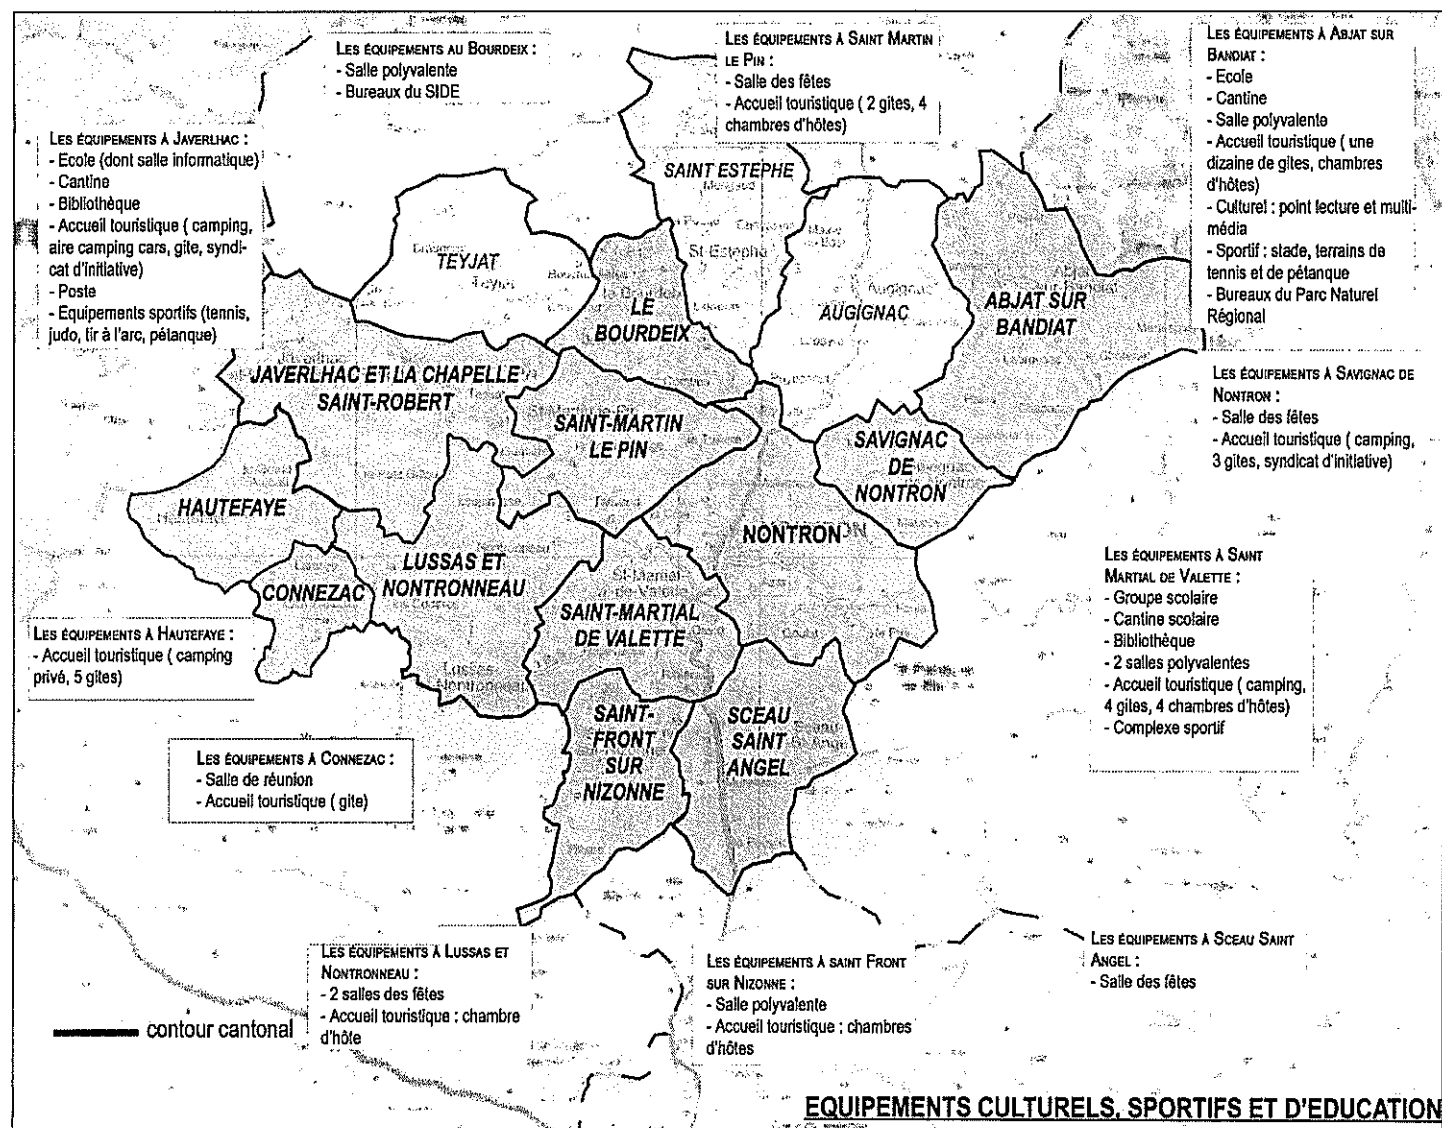 Les équipements au Bourdeix :
- Salle polyvalente
- Bureaux du SIDE
Les équipements à Saint Martin
le Pin :
- Salle des fêtes
- Accueil touristique ( 2 gites, 4
chambres d'hôtes)
Les équipements à Abjat sur
Bandiat :
- Ecole
- Cantine
- Salle polyvalente
- Accueil touristique ( une
dizaine de gites, chambres
d'hôtes)
- Culturel : point lecture et multi-
média
- Sportif : stade, terrains de
tennis et de pétanque
- Bureaux du Parc Naturel
Régional
Les équipements à Javerlhac :
- Ecole (dont salle informatique)
- Cantine
- Bibliothèque
- Accueil touristique ( camping,
aire camping cars, gite, syndi-
cat d'initiative)
- Poste
- Equipements sportifs (tennis,
judo, tir à l'arc, pétanque)
SAINT ESTEPHE
St-Estephe
TEYJAT
Teyjat
LE
BOURDEIX
AUGIGNAC
Augignac
ABJAT SUR
BANDIAT
JAVERLHAC ET LA CHAPELLE
SAINT-ROBERT
SAINT-MARTIN
LE PIN
SAVIGNAC
DE
NONTRON
HAUTEFAYE
NONTRON
CONNEZAC
LUSSAS ET
NONTRONNEAU
SAINT-MARTIAL
DE VALETTE
SAINT-
FRONT
SUR
NIZONNE
SCEAU
SAINT
ANGEL
Les équipements à Savignac de
Nontron :
- Salle des fêtes
- Accueil touristique ( camping,
3 gites, syndicat d'initiative)
Les équipements à Saint
Martial de Valette :
- Groupe scolaire
- Cantine scolaire
- Bibliothèque
- 2 salles polyvalentes
- Accueil touristique ( camping,
4 gites, 4 chambres d'hôtes)
- Complexe sportif
Les équipements à Hautefaye :
- Accueil touristique ( camping
privé, 5 gites)
Les équipements à Connezac :
- Salle de réunion
- Accueil touristique ( gite)
Les équipements à Lussas et
Nontronneau :
- 2 salles des fêtes
- Accueil touristique : chambre
d'hôte
Les équipements à saint Front
sur Nizonne :
- Salle polyvalente
- Accueil touristique : chambres
d'hôtes
Les équipements à Sceau Saint
Angel :
- Salle des fêtes
contour cantonal
EQUIPEMENTS CULTURELS, SPORTIFS ET D'EDUCATION